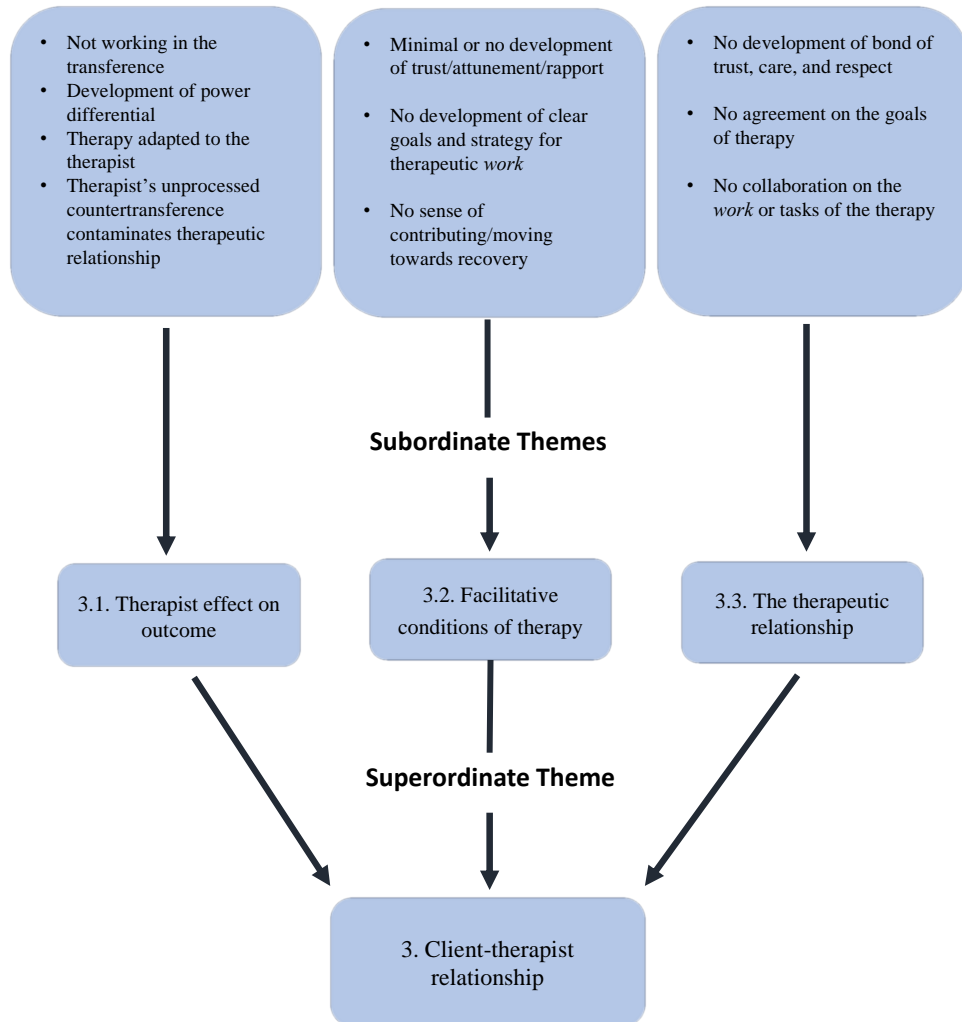 • Not working in the
transference
• Development of power
differential
• Therapy adapted to the
therapist
• Therapist’s unprocessed
countertransference
contaminates therapeutic
relationship
• Minimal or no development
of trust/attunement/rapport
• No development of clear
goals and strategy for
therapeutic work
• No sense of
contributing/moving
towards recovery
• No development of bond of
trust, care, and respect
• No agreement on the goals
of therapy
• No collaboration on the
work or tasks of the therapy
Subordinate Themes
3.1. Therapist effect on
outcome
3.2. Facilitative
conditions of therapy
3.3. The therapeutic
relationship
Superordinate Theme
3. Client-therapist
relationship